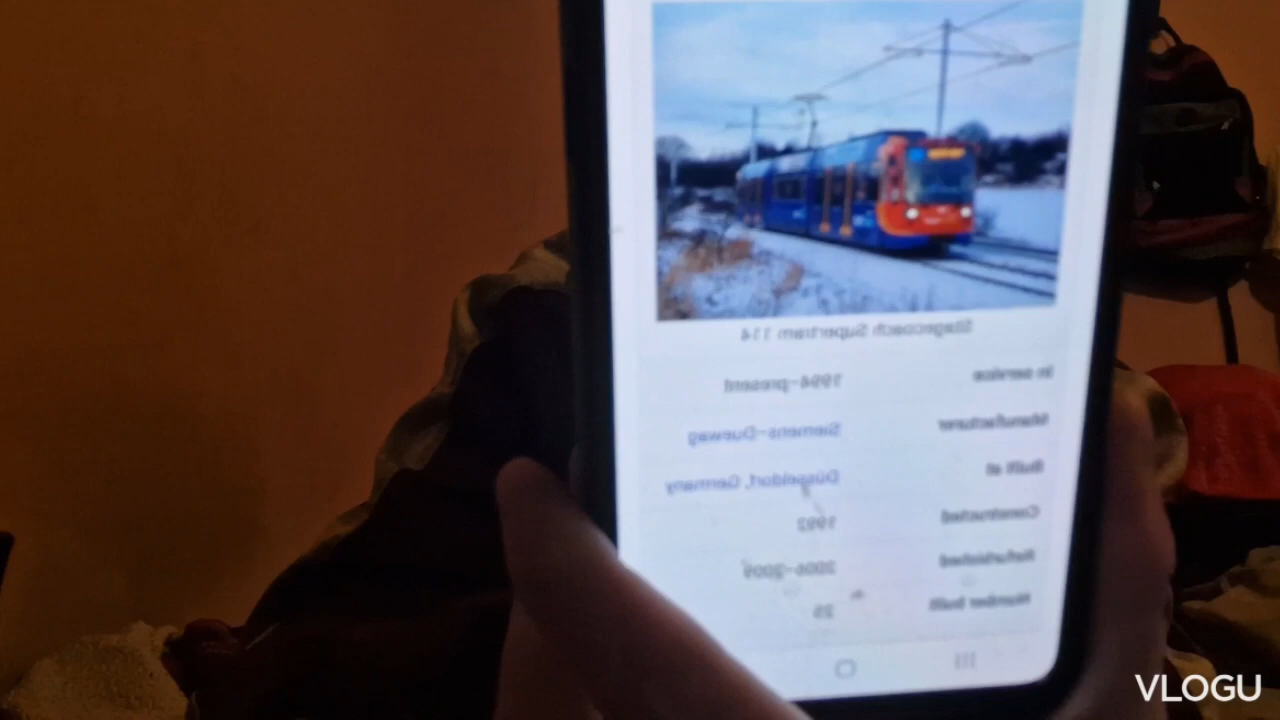 Stagecoach Supertram 114
In service 1994–present
Manufacturer Siemens–Duewag
Built at Düsseldorf, Germany
Constructed 1992
Refurbished 2006–2009
Number built 25
VLOGU